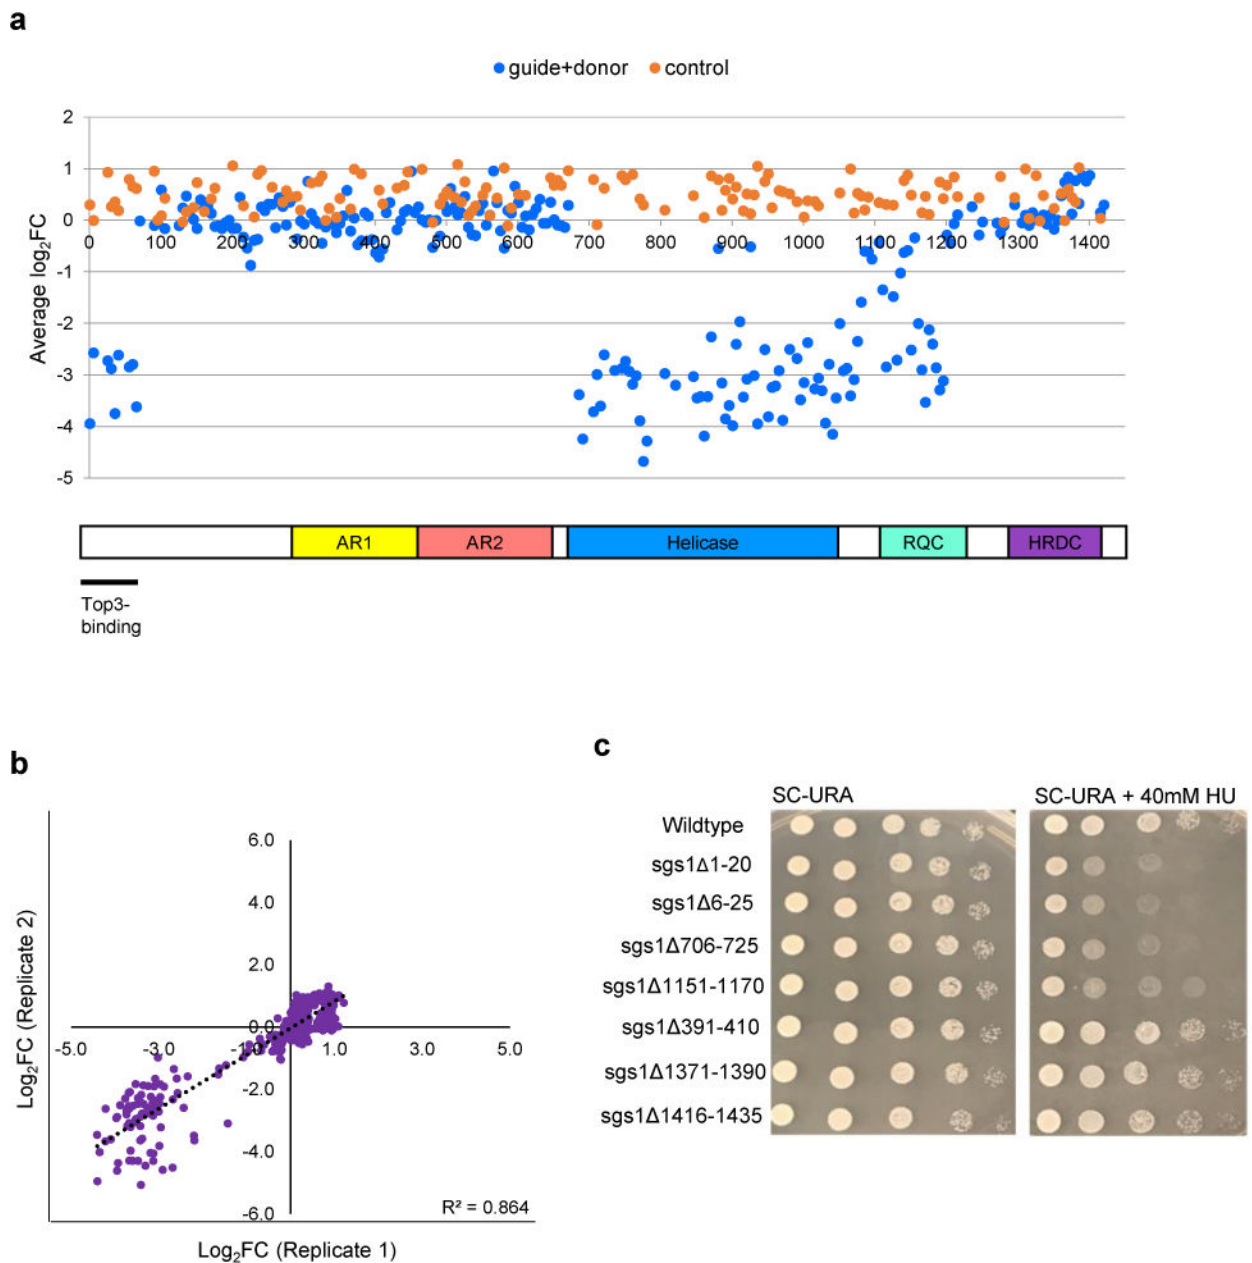 a
guide+donor control
2
1
0
-1
-2
-3
-4
-5
Average log₂FC
0 100 200 300 400 500 600 700 800 900 1000 1100 1200 1300 1400
AR1 AR2 Helicase RQC HRDC
Top3-
binding
b
6.0
4.0
2.0
0.0
-5.0 -3.0 -1.0 1.0 3.0 5.0
-2.0
-4.0
-6.0
R² = 0.864
Log₂FC (Replicate 2)
Log₂FC (Replicate 1)
c
SC-URA SC-URA + 40mM HU
Wildtype
sgs1Δ1-20
sgs1Δ6-25
sgs1Δ706-725
sgs1Δ1151-1170
sgs1Δ391-410
sgs1Δ1371-1390
sgs1Δ1416-1435